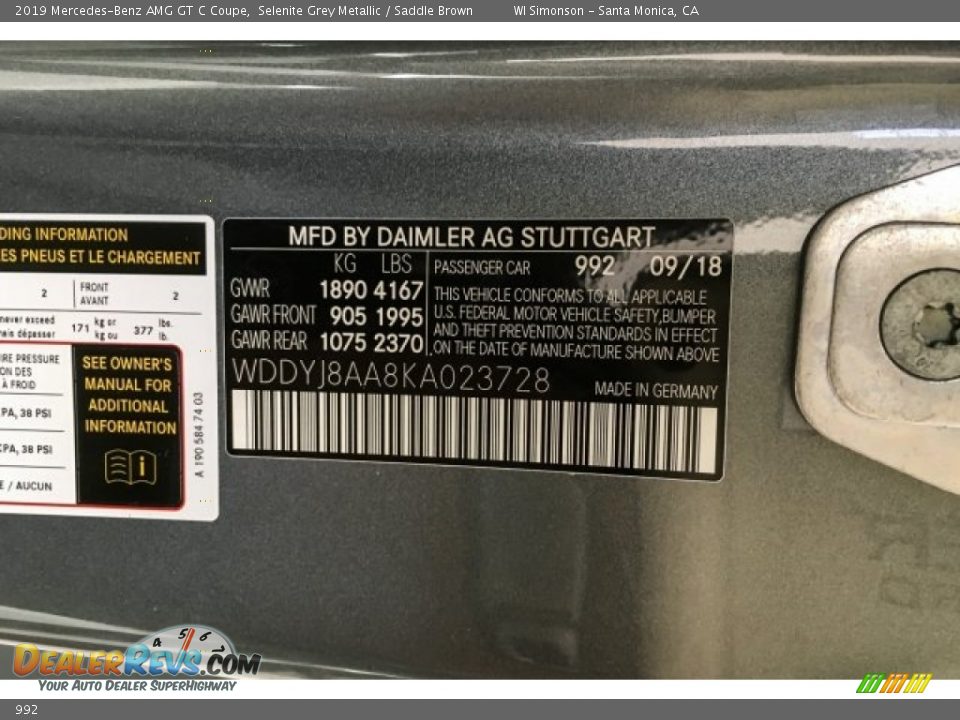 2019 Mercedes-Benz AMG GT C Coupe, Selenite Grey Metallic / Saddle Brown WI Simonson - Santa Monica, CA
DING INFORMATION
ES PNEUS ET LE CHARGEMENT
2 FRONT AVANT 2
never exceed
mais dépasser 171 kg or kg ou 377 lbs. lb.
IRE PRESSURE
ON DES
À FROID
PA, 38 PSI
KPA, 38 PSI
E / AUCUN
SEE OWNER'S
MANUAL FOR
ADDITIONAL
INFORMATION
i
A 190 584 74 03
MFD BY DAIMLER AG STUTTGART
KG LBS
GWR 1890 4167
GAWR FRONT 905 1995
GAWR REAR 1075 2370
PASSENGER CAR 992 09/18
THIS VEHICLE CONFORMS TO ALL APPLICABLE
U.S. FEDERAL MOTOR VEHICLE SAFETY,BUMPER
AND THEFT PREVENTION STANDARDS IN EFFECT
ON THE DATE OF MANUFACTURE SHOWN ABOVE
WDDYJ8AA8KA023728
MADE IN GERMANY
4 5 6
DEALERREVS.COM
YOUR AUTO DEALER SUPERHIGHWAY
992